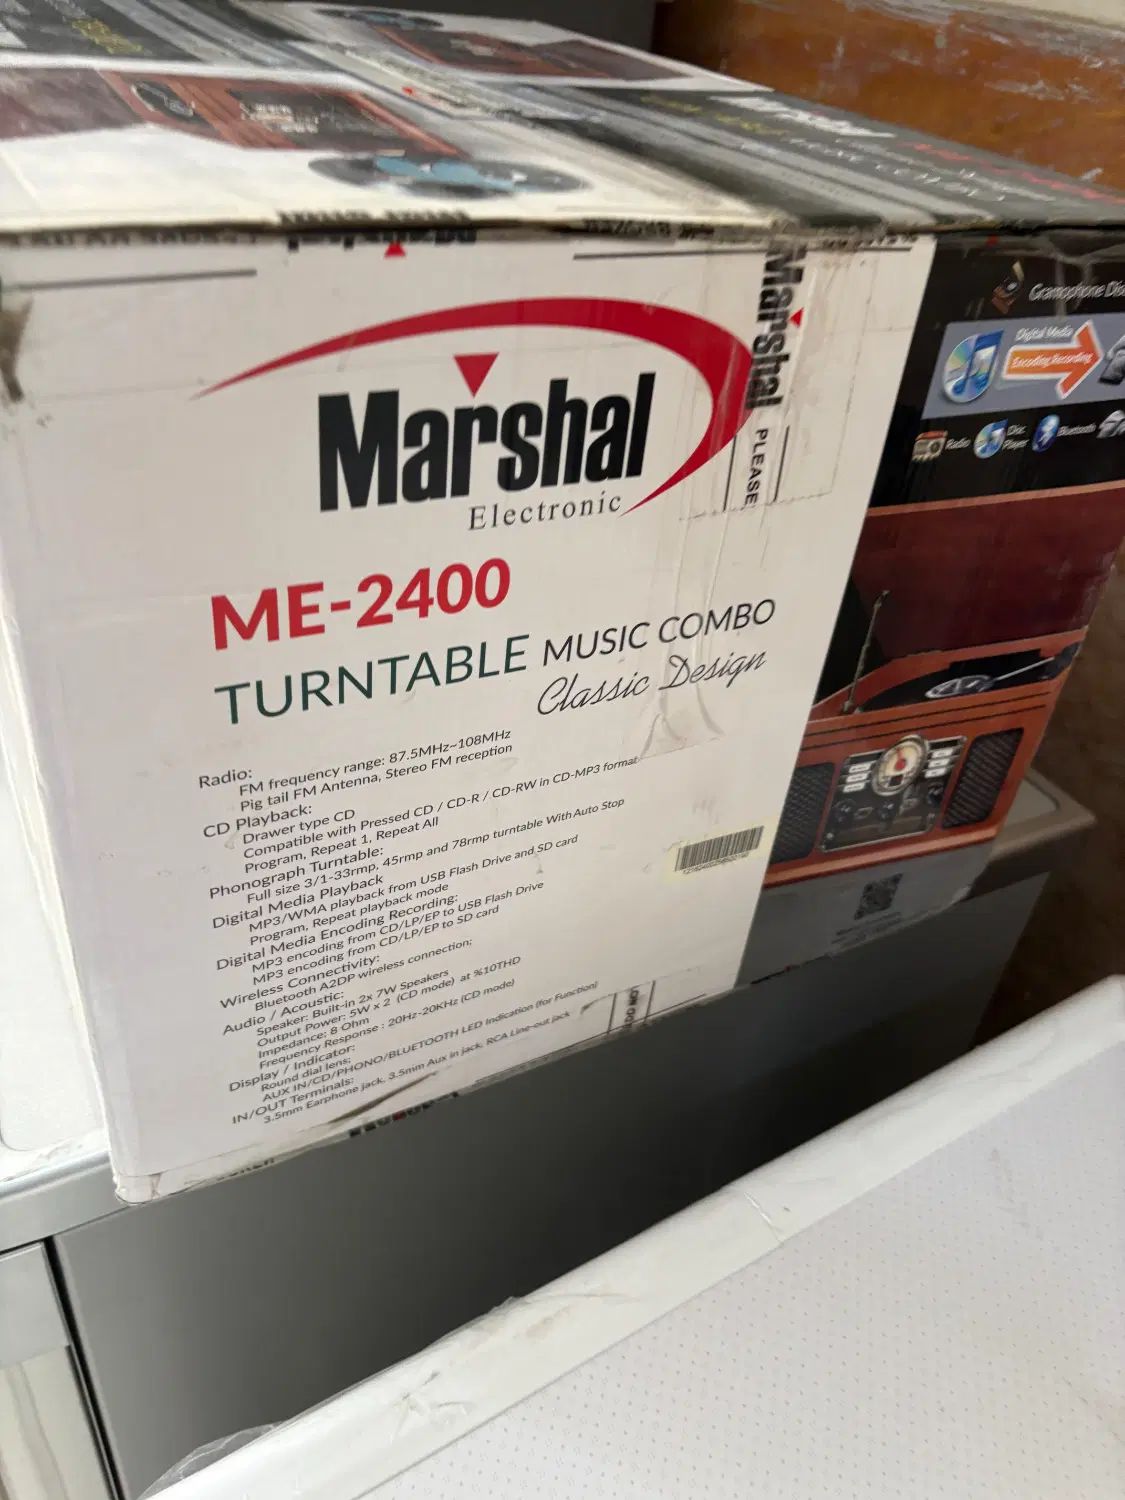 Marshal
Electronic
ME-2400
TURNTABLE MUSIC COMBO
Classic Design
Radio:
FM frequency range: 87.5MHz~108MHz
Pig tail FM Antenna, Stereo FM reception
CD Playback:
Drawer type CD
Compatible with Pressed CD / CD-R / CD-RW in CD-MP3 format
Program, Repeat 1, Repeat All
Phonograph Turntable:
Full size 3/1-33rmp, 45rmp and 78rmp turntable With Auto Stop
Digital Media Playback
MP3/WMA playback from USB Flash Drive and SD card
Program, Repeat playback mode
Digital Media Encoding Recording:
MP3 encoding from CD/LP/EP to USB Flash Drive
MP3 encoding from CD/LP/EP to SD card
Wireless Connectivity:
Bluetooth A2DP wireless connection;
Audio / Acoustic:
Speaker: Built-in 2x 7W Speakers
Output Power: 5W x 2 (CD mode) at %10THD
Impedance: 8 Ohm
Frequency Response : 20Hz-20KHz (CD mode)
Display / Indicator:
Round dial lens;
AUX IN/CD/PHONO/BLUETOOTH LED Indication (for Function)
IN/OUT Terminals:
3.5mm Earphone jack, 3.5mm Aux in jack, RCA Line-out jack
Marshal
PLEASE
Gramophone
Digital Media
Encoding Recording
Radio
Disc
Player
Bluetooth